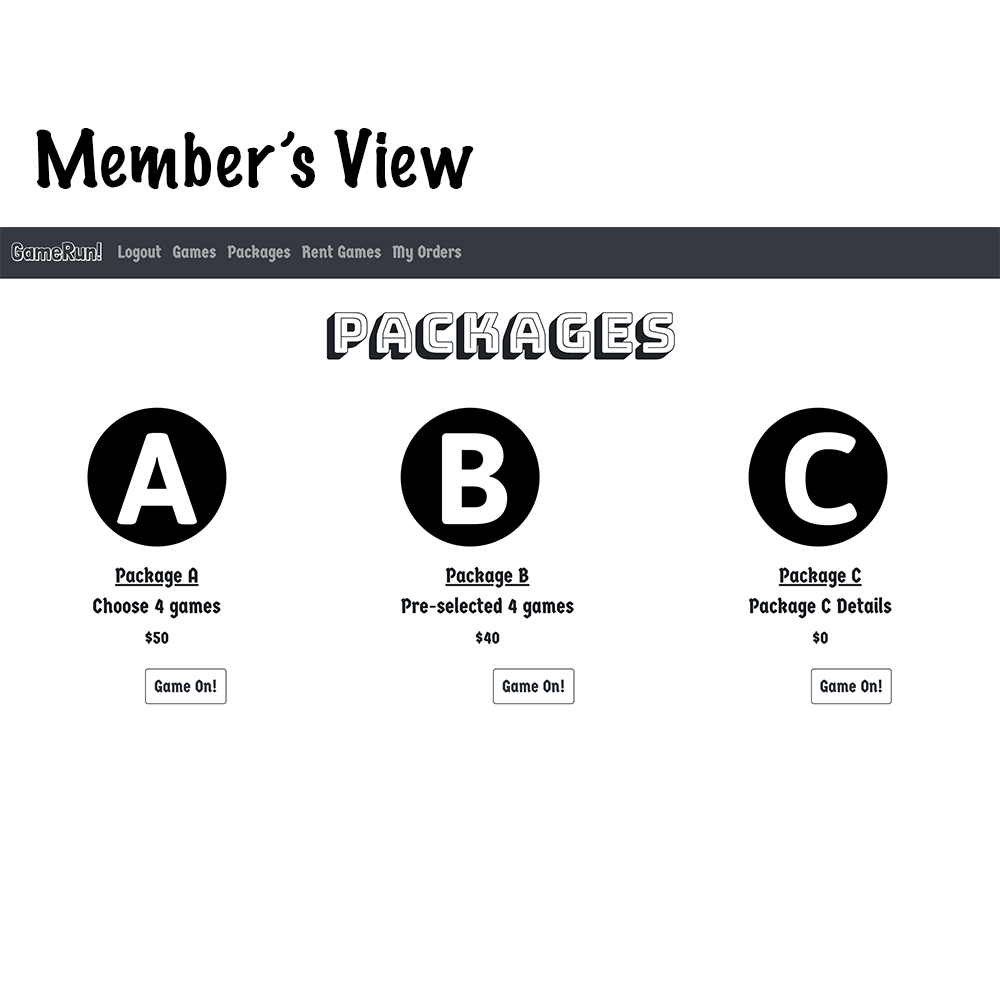 Member's View
GameRun! Logout Games Packages Rent Games My Orders
PACKAGES
A B C
Package A Package B Package C
Choose 4 games Pre-selected 4 games Package C Details
$50 $40 $0
Game On! Game On! Game On!